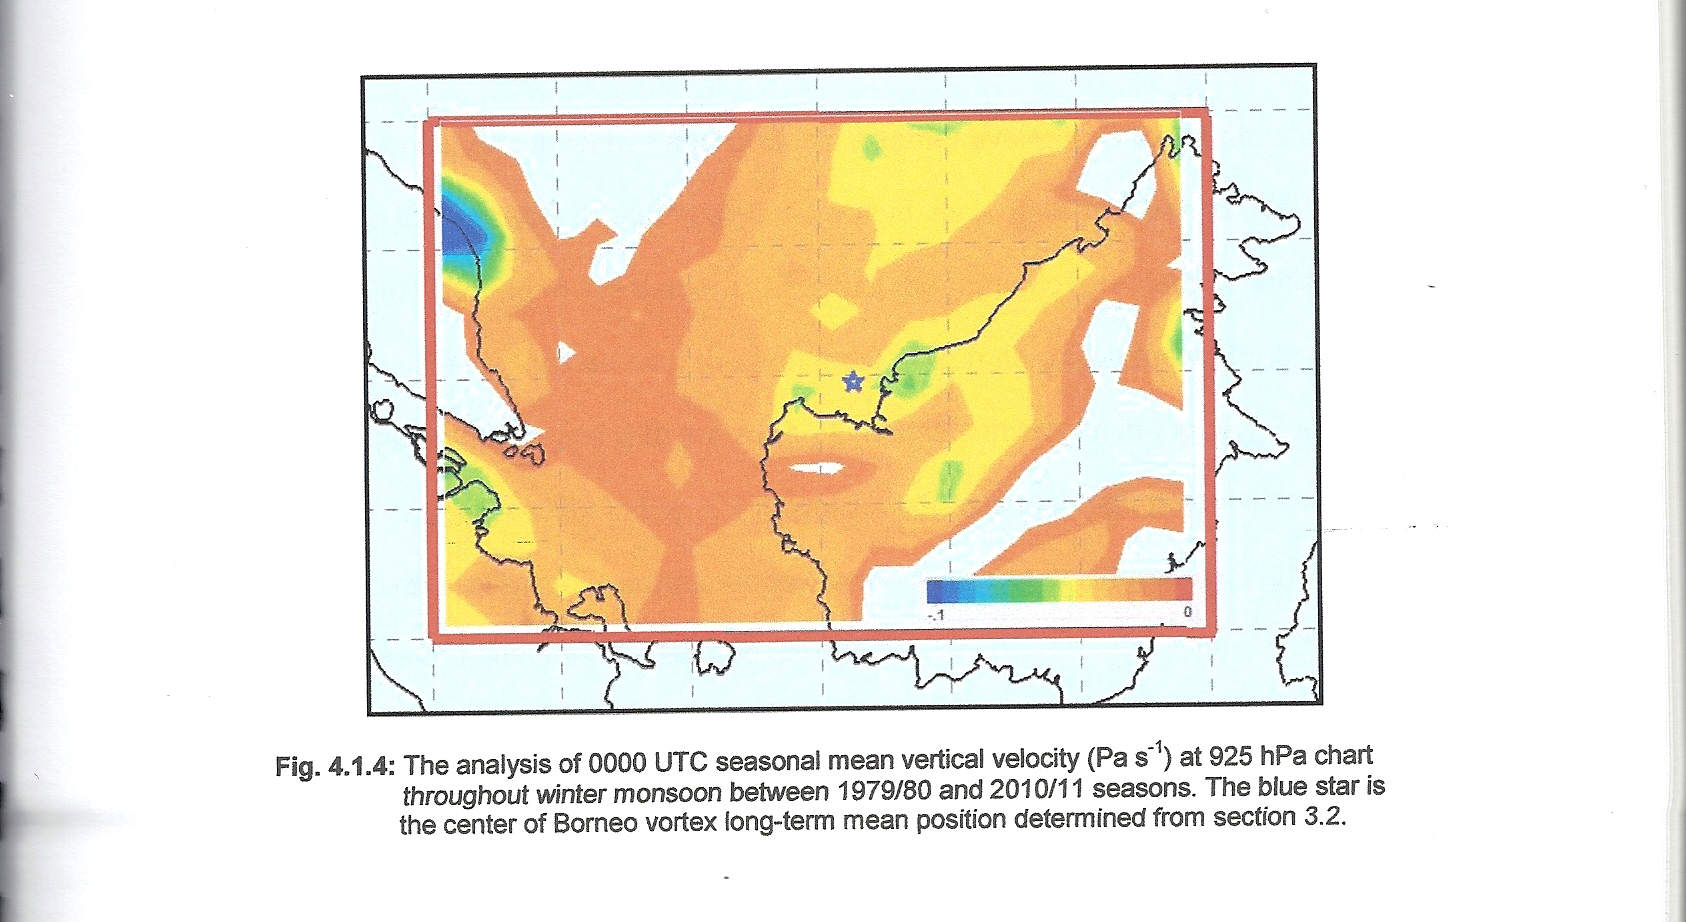 -.1 0
Fig. 4.1.4: The analysis of 0000 UTC seasonal mean vertical velocity (Pa s⁻¹) at 925 hPa chart
throughout winter monsoon between 1979/80 and 2010/11 seasons. The blue star is
the center of Borneo vortex long-term mean position determined from section 3.2.